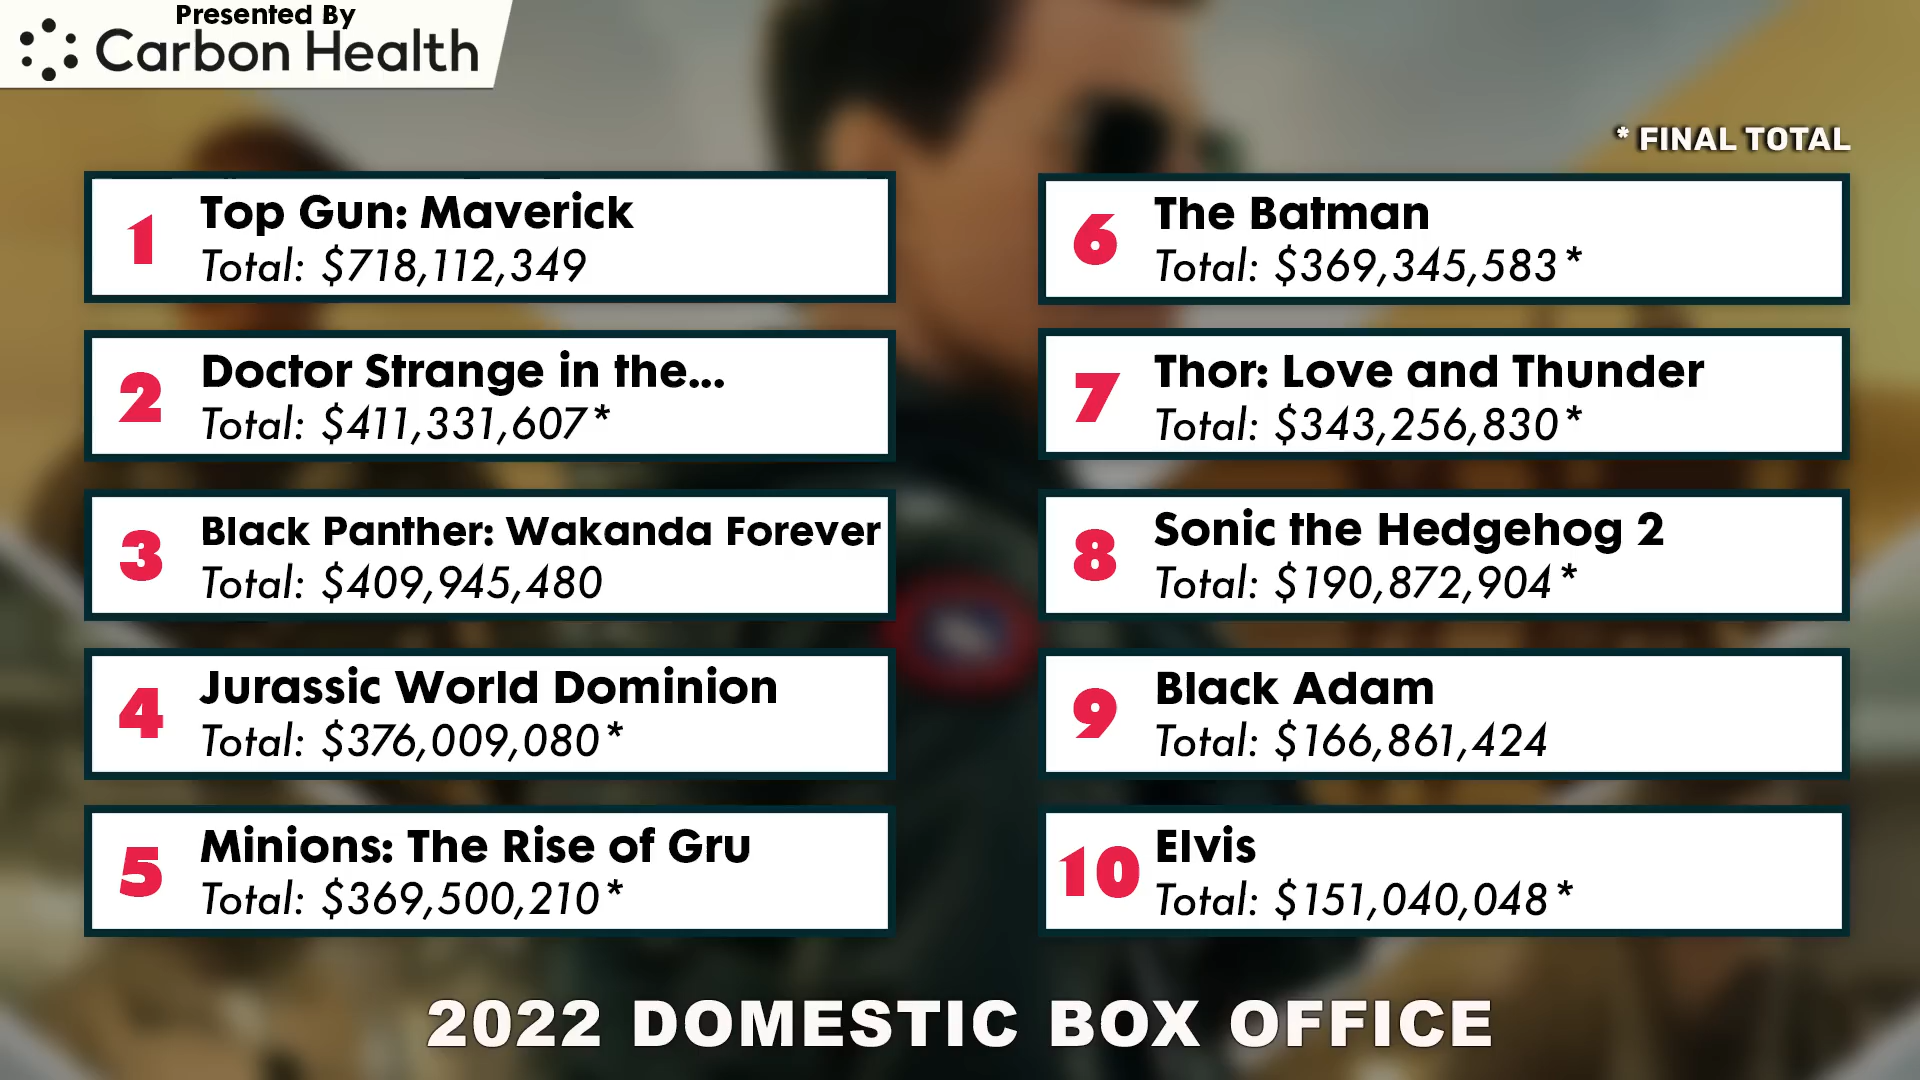 Presented By
Carbon Health
* FINAL TOTAL
1
Top Gun: Maverick
Total: $718,112,349
2
Doctor Strange in the...
Total: $411,331,607*
3
Black Panther: Wakanda Forever
Total: $409,945,480
4
Jurassic World Dominion
Total: $376,009,080*
5
Minions: The Rise of Gru
Total: $369,500,210*
6
The Batman
Total: $369,345,583*
7
Thor: Love and Thunder
Total: $343,256,830*
8
Sonic the Hedgehog 2
Total: $190,872,904*
9
Black Adam
Total: $166,861,424
10
Elvis
Total: $151,040,048*
2022 DOMESTIC BOX OFFICE